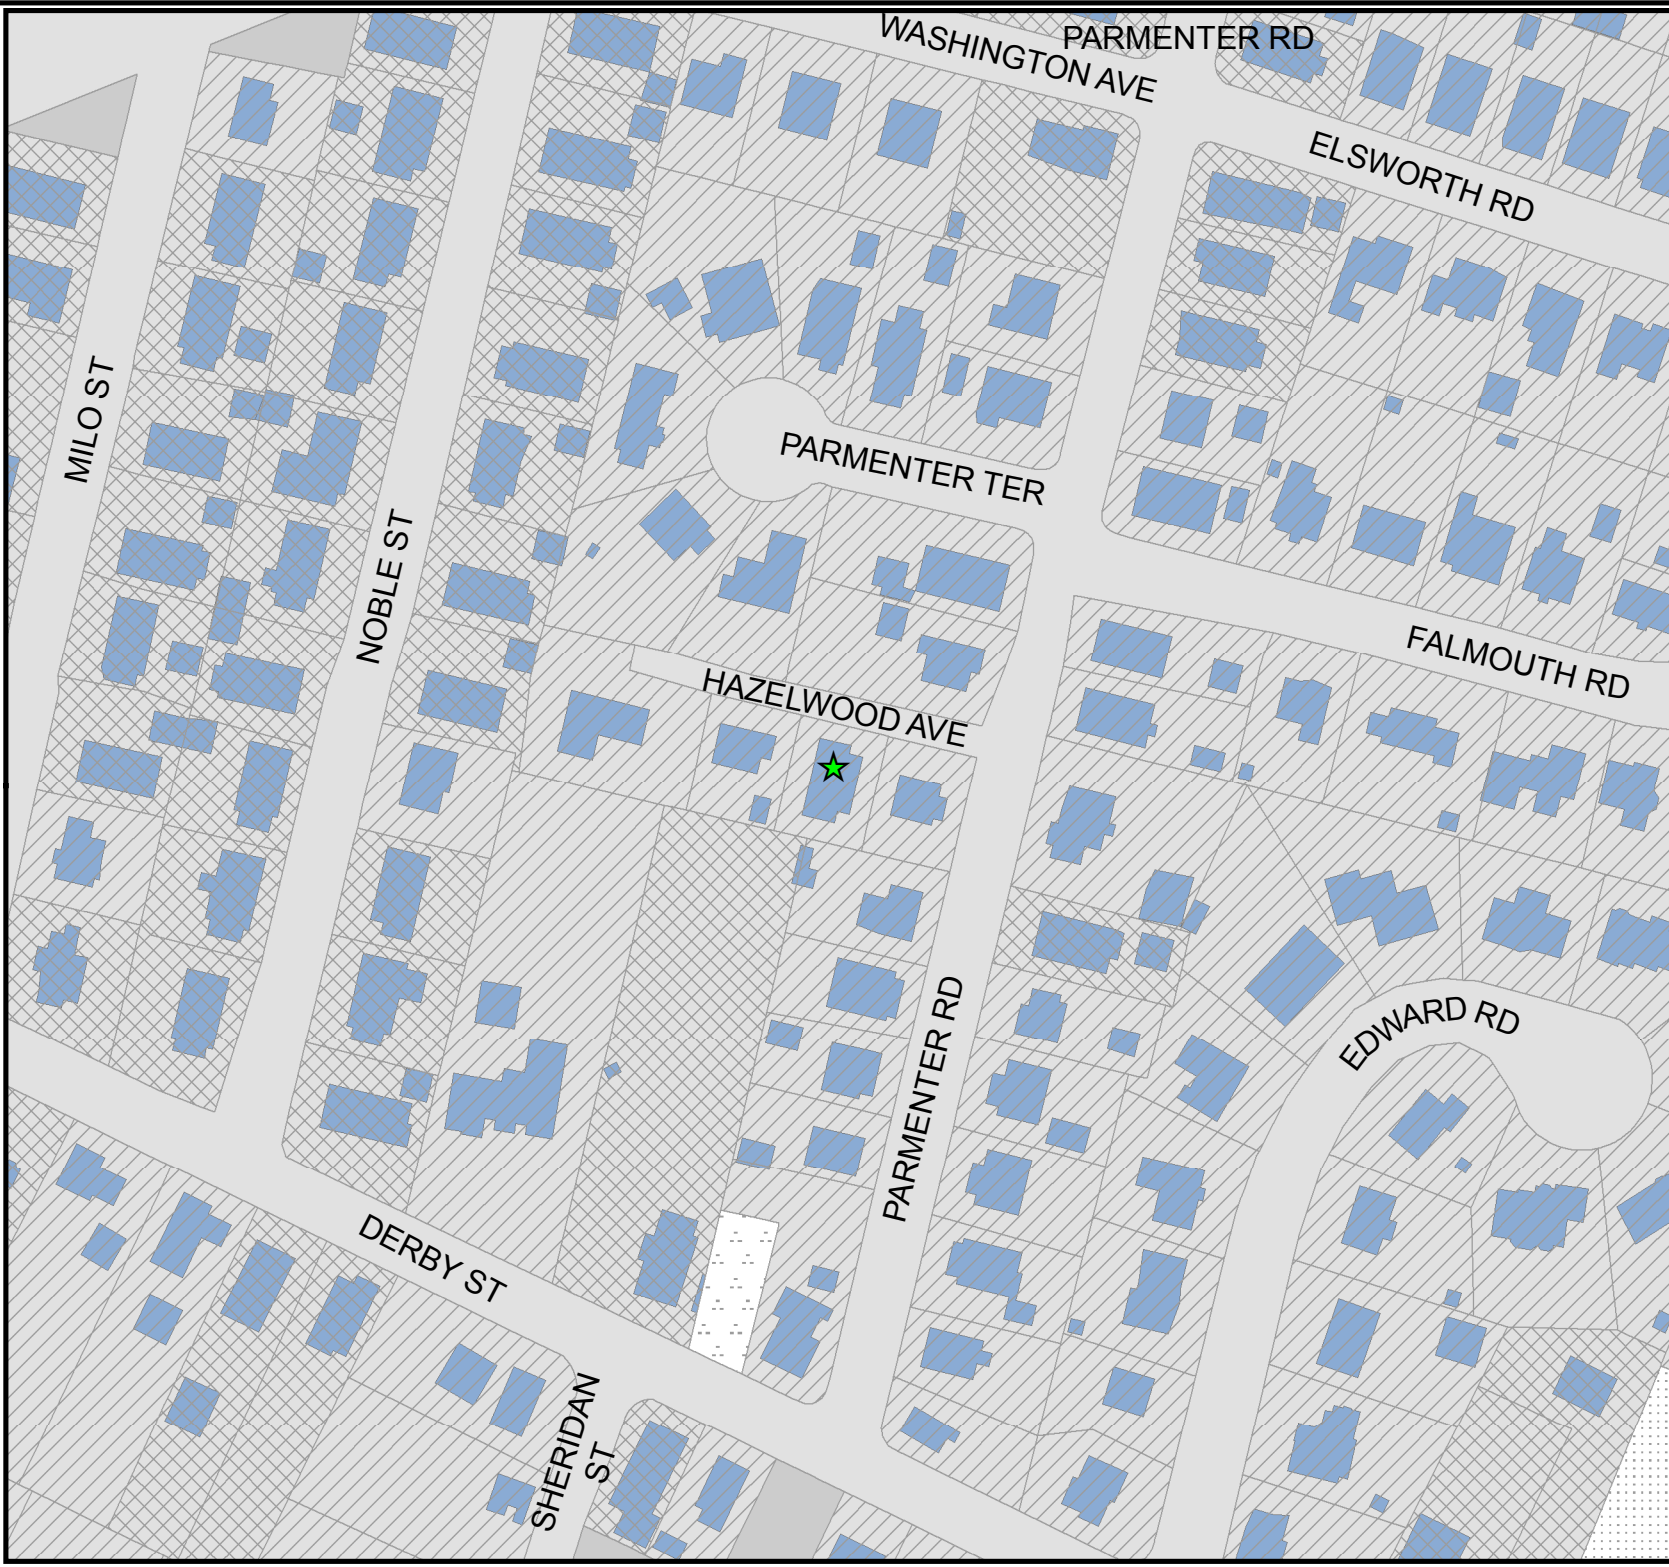 WASHINGTON AVE
PARMENTER RD
ELSWORTH RD
MILO ST
PARMENTER TER
NOBLE ST
FALMOUTH RD
HAZELWOOD AVE
EDWARD RD
PARMENTER RD
DERBY ST
SHERIDAN
ST